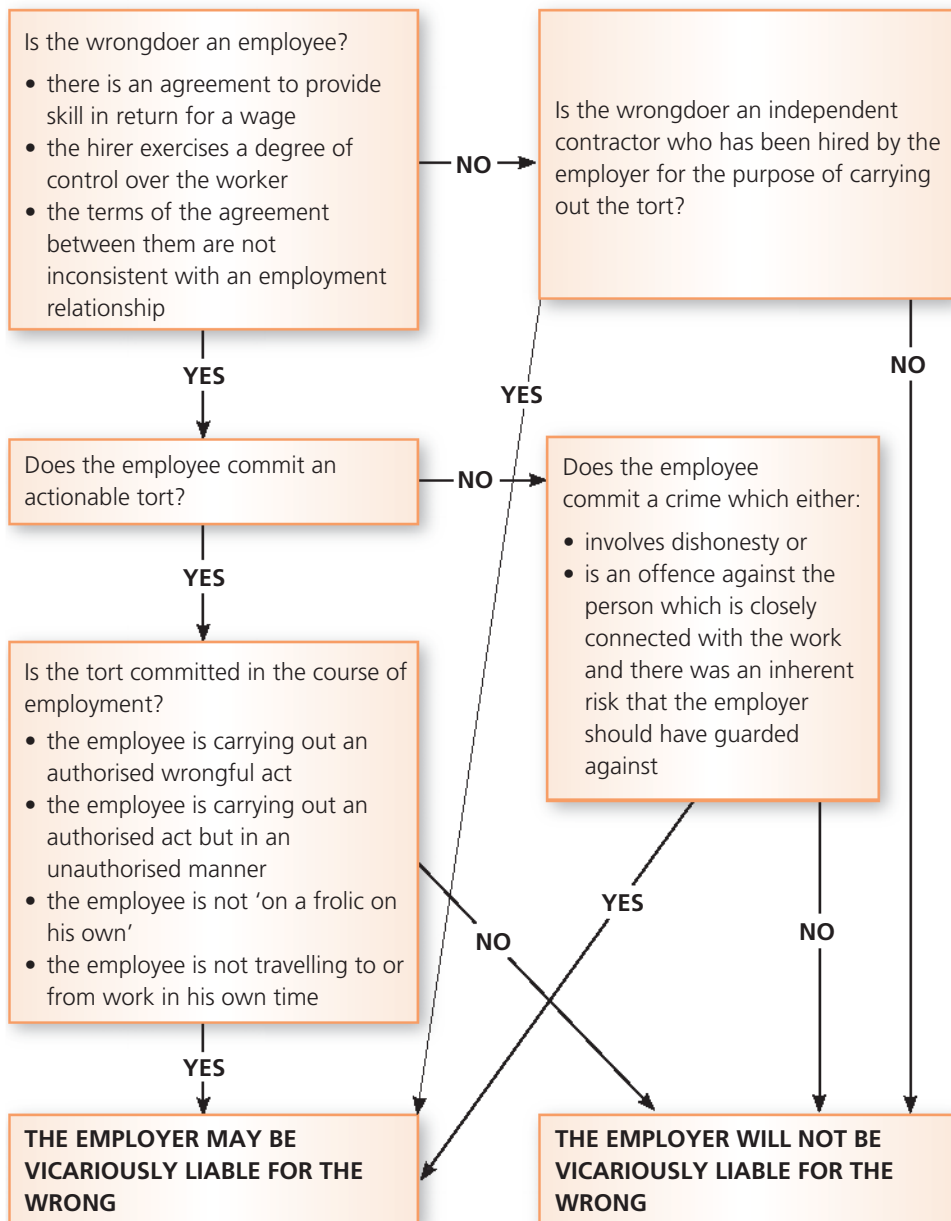 Is the wrongdoer an employee?
• there is an agreement to provide
skill in return for a wage
• the hirer exercises a degree of
control over the worker
• the terms of the agreement
between them are not
inconsistent with an employment
relationship
NO
Is the wrongdoer an independent
contractor who has been hired by the
employer for the purpose of carrying
out the tort?
YES
YES
NO
Does the employee commit an
actionable tort?
NO
Does the employee
commit a crime which either:
• involves dishonesty or
• is an offence against the
person which is closely
connected with the work
and there was an inherent
risk that the employer
should have guarded
against
YES
Is the tort committed in the course of
employment?
• the employee is carrying out an
authorised wrongful act
• the employee is carrying out an
authorised act but in an
unauthorised manner
• the employee is not ‘on a frolic on
his own’
• the employee is not travelling to or
from work in his own time
NO
YES
NO
YES
THE EMPLOYER MAY BE
VICARIOUSLY LIABLE FOR THE
WRONG
THE EMPLOYER WILL NOT BE
VICARIOUSLY LIABLE FOR THE
WRONG